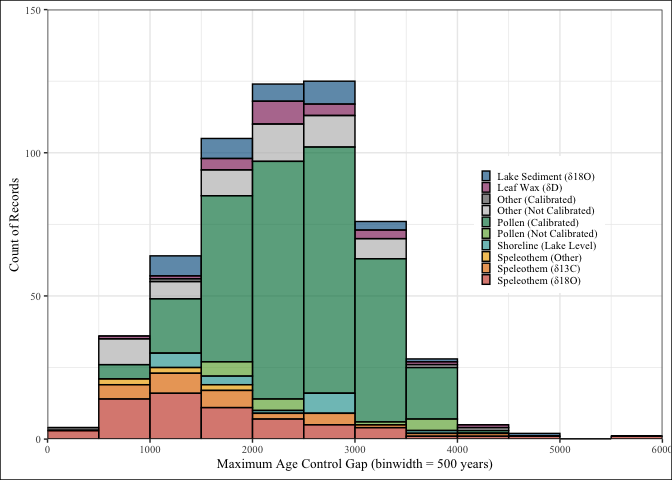 150
100
50
0
Count of Records
Lake Sediment (δ18O)
Leaf Wax (δD)
Other (Calibrated)
Other (Not Calibrated)
Pollen (Calibrated)
Pollen (Not Calibrated)
Shoreline (Lake Level)
Speleothem (Other)
Speleothem (δ13C)
Speleothem (δ18O)
0 1000 2000 3000 4000 5000 6000
Maximum Age Control Gap (binwidth = 500 years)